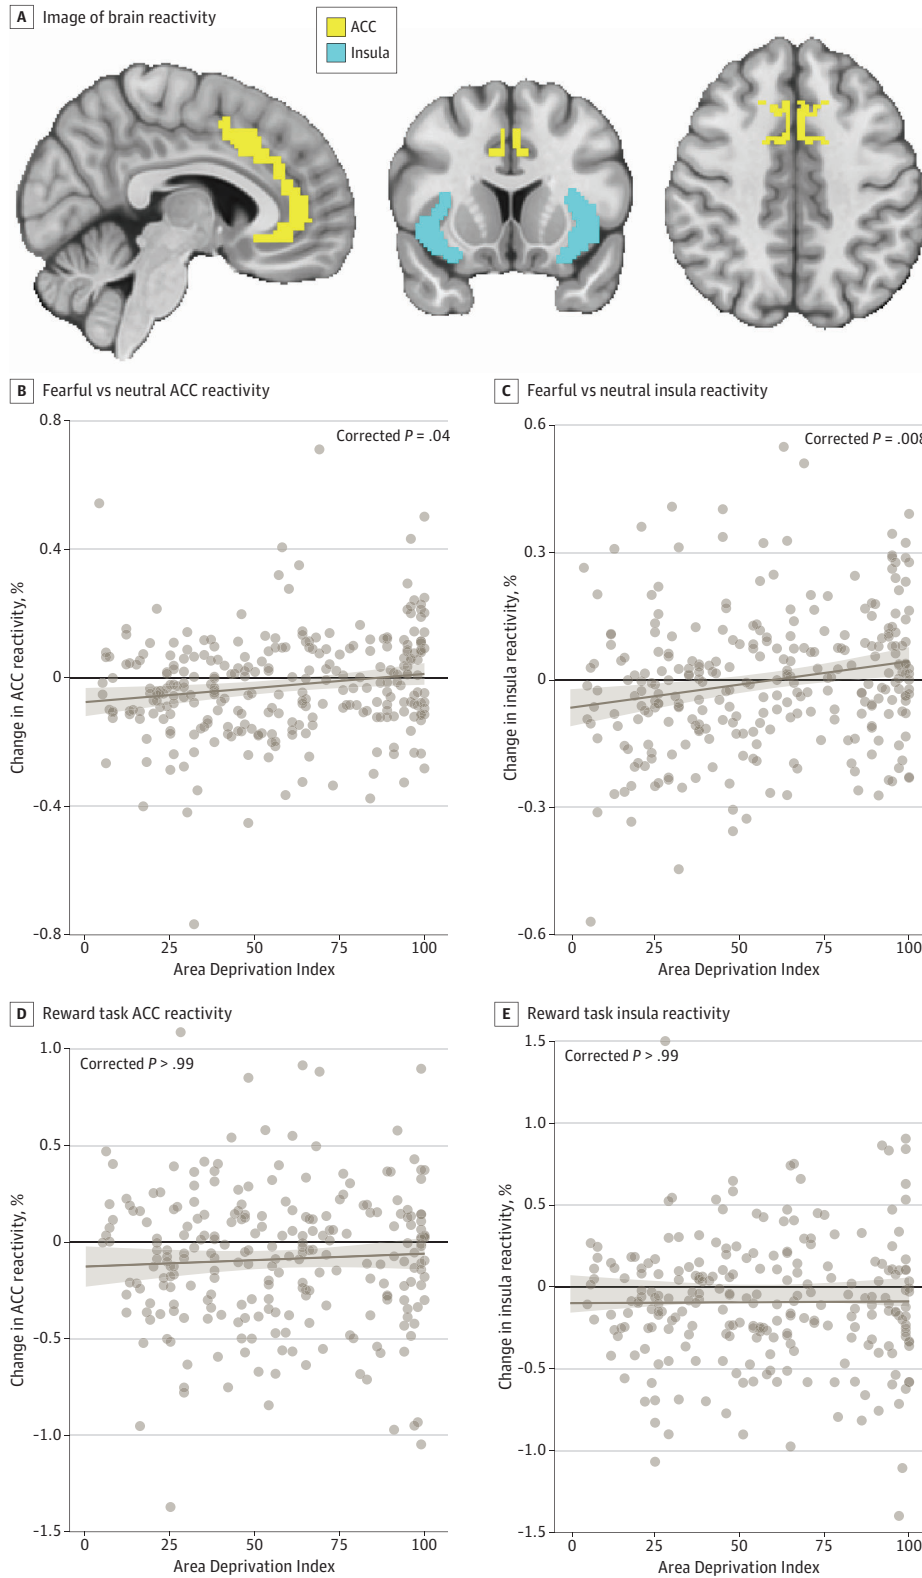 A Image of brain reactivity
ACC
Insula
B Fearful vs neutral ACC reactivity
Corrected P = .04
0.8
0.4
0
-0.4
-0.8
Change in ACC reactivity, %
0 25 50 75 100
Area Deprivation Index
C Fearful vs neutral insula reactivity
Corrected P = .008
0.6
0.3
0
-0.3
-0.6
Change in insula reactivity, %
0 25 50 75 100
Area Deprivation Index
D Reward task ACC reactivity
Corrected P > .99
1.0
0.5
0
-0.5
-1.0
-1.5
Change in ACC reactivity, %
0 25 50 75 100
Area Deprivation Index
E Reward task insula reactivity
Corrected P > .99
1.5
1.0
0.5
0
-0.5
-1.0
-1.5
Change in insula reactivity, %
0 25 50 75 100
Area Deprivation Index